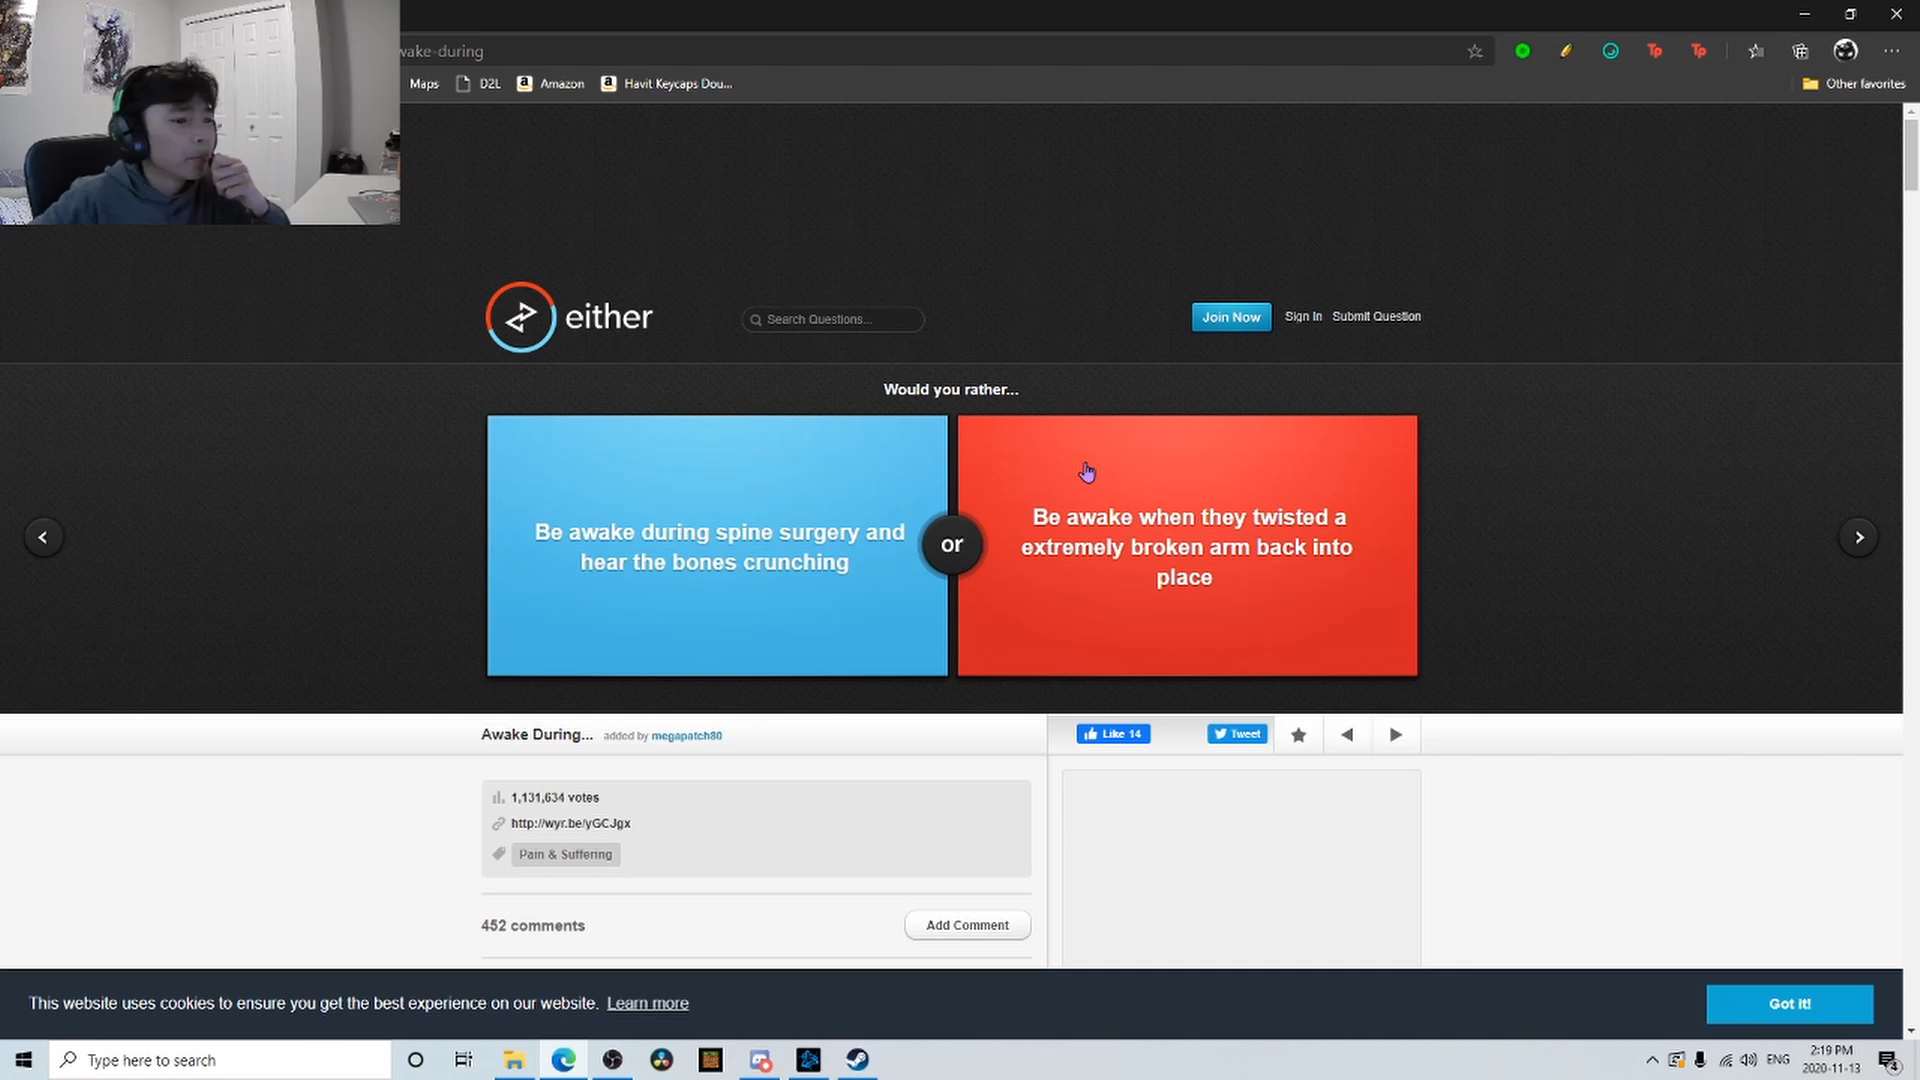 wake-during
Maps D2L Amazon Havit Keycaps Dou... Other favorites
either Search Questions... Join Now Sign In Submit Question
Would you rather...
Be awake during spine surgery and
hear the bones crunching
or
Be awake when they twisted a
extremely broken arm back into
place
Awake During... added by megapatch80 Like 14 Tweet
1,131,634 votes
http://wyr.be/yGCJgx
Pain & Suffering
452 comments Add Comment
This website uses cookies to ensure you get the best experience on our website. Learn more Got It!
Type here to search ENG 2:19 PM
2020-11-13 4